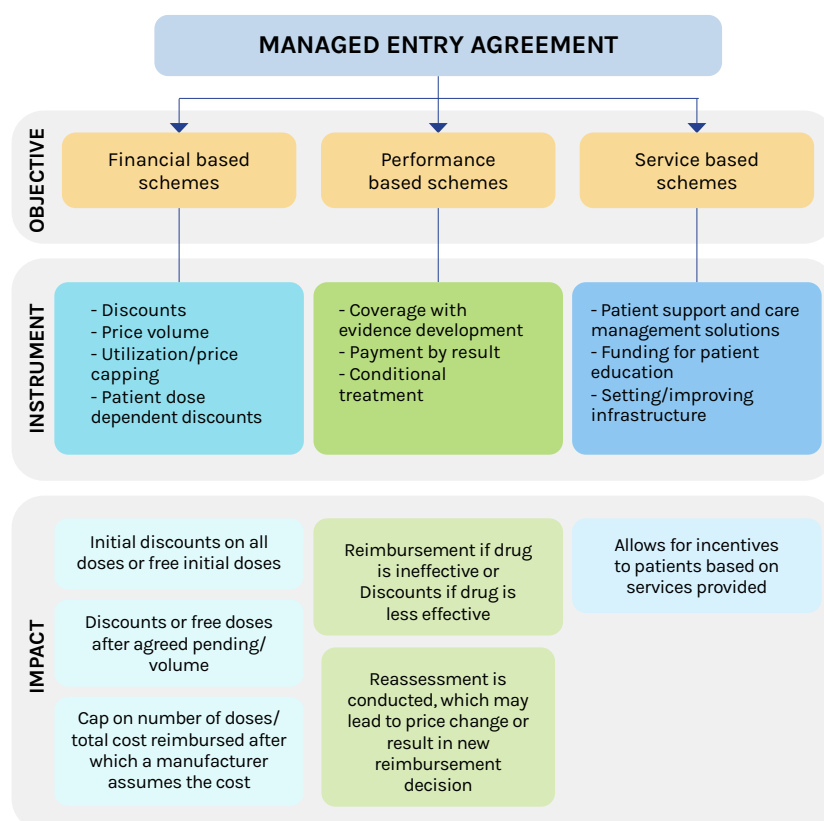 MANAGED ENTRY AGREEMENT
OBJECTIVE
Financial based
schemes
Performance
based schemes
Service based
schemes
INSTRUMENT
- Discounts
- Price volume
- Utilization/price
capping
- Patient dose
dependent discounts
- Coverage with
evidence development
- Payment by result
- Conditional
treatment
- Patient support and care
management solutions
- Funding for patient
education
- Setting/improving
infrastructure
IMPACT
Initial discounts on all
doses or free initial doses
Discounts or free doses
after agreed pending/
volume
Cap on number of doses/
total cost reimbursed after
which a manufacturer
assumes the cost
Reimbursement if drug
is ineffective or
Discounts if drug is
less effective
Reassessment is
conducted, which may
lead to price change or
result in new
reimbursement
decision
Allows for incentives
to patients based on
services provided